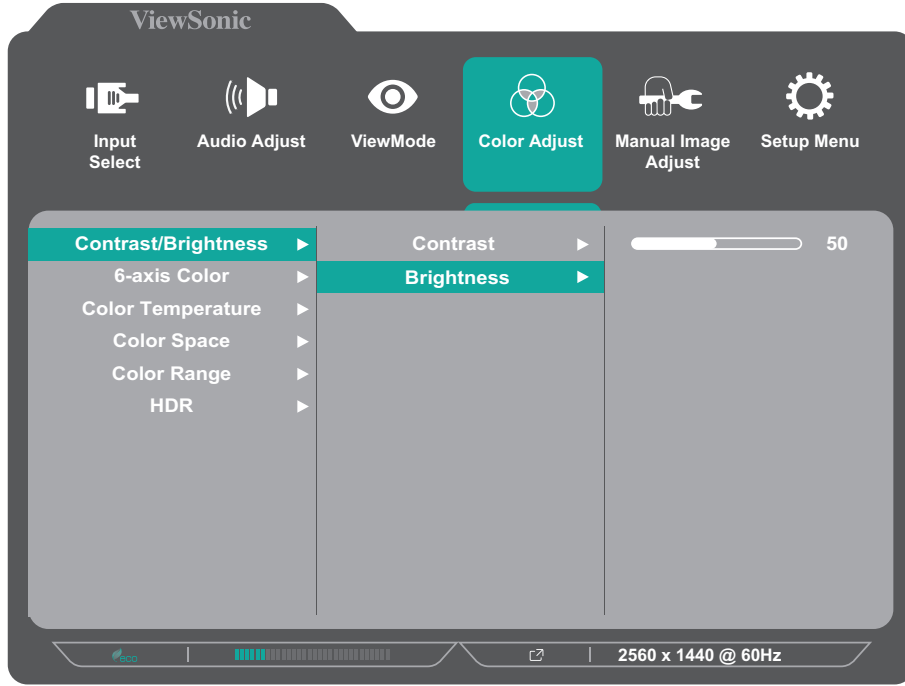 ViewSonic
Input Select
Audio Adjust
ViewMode
Color Adjust
Manual Image Adjust
Setup Menu
Contrast/Brightness
Contrast
50
6-axis Color
Brightness
Color Temperature
Color Space
Color Range
HDR
eco
2560 x 1440 @ 60Hz